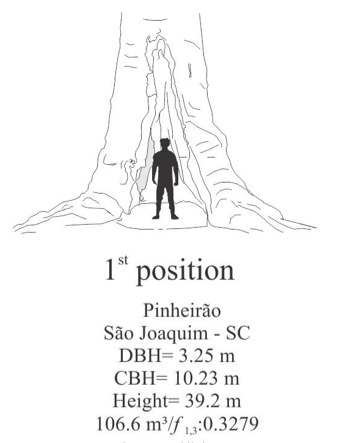 1st position
Pinheirão
São Joaquim - SC
DBH= 3.25 m
CBH= 10.23 m
Height= 39.2 m
106.6 m³/f 1,3:0.3279